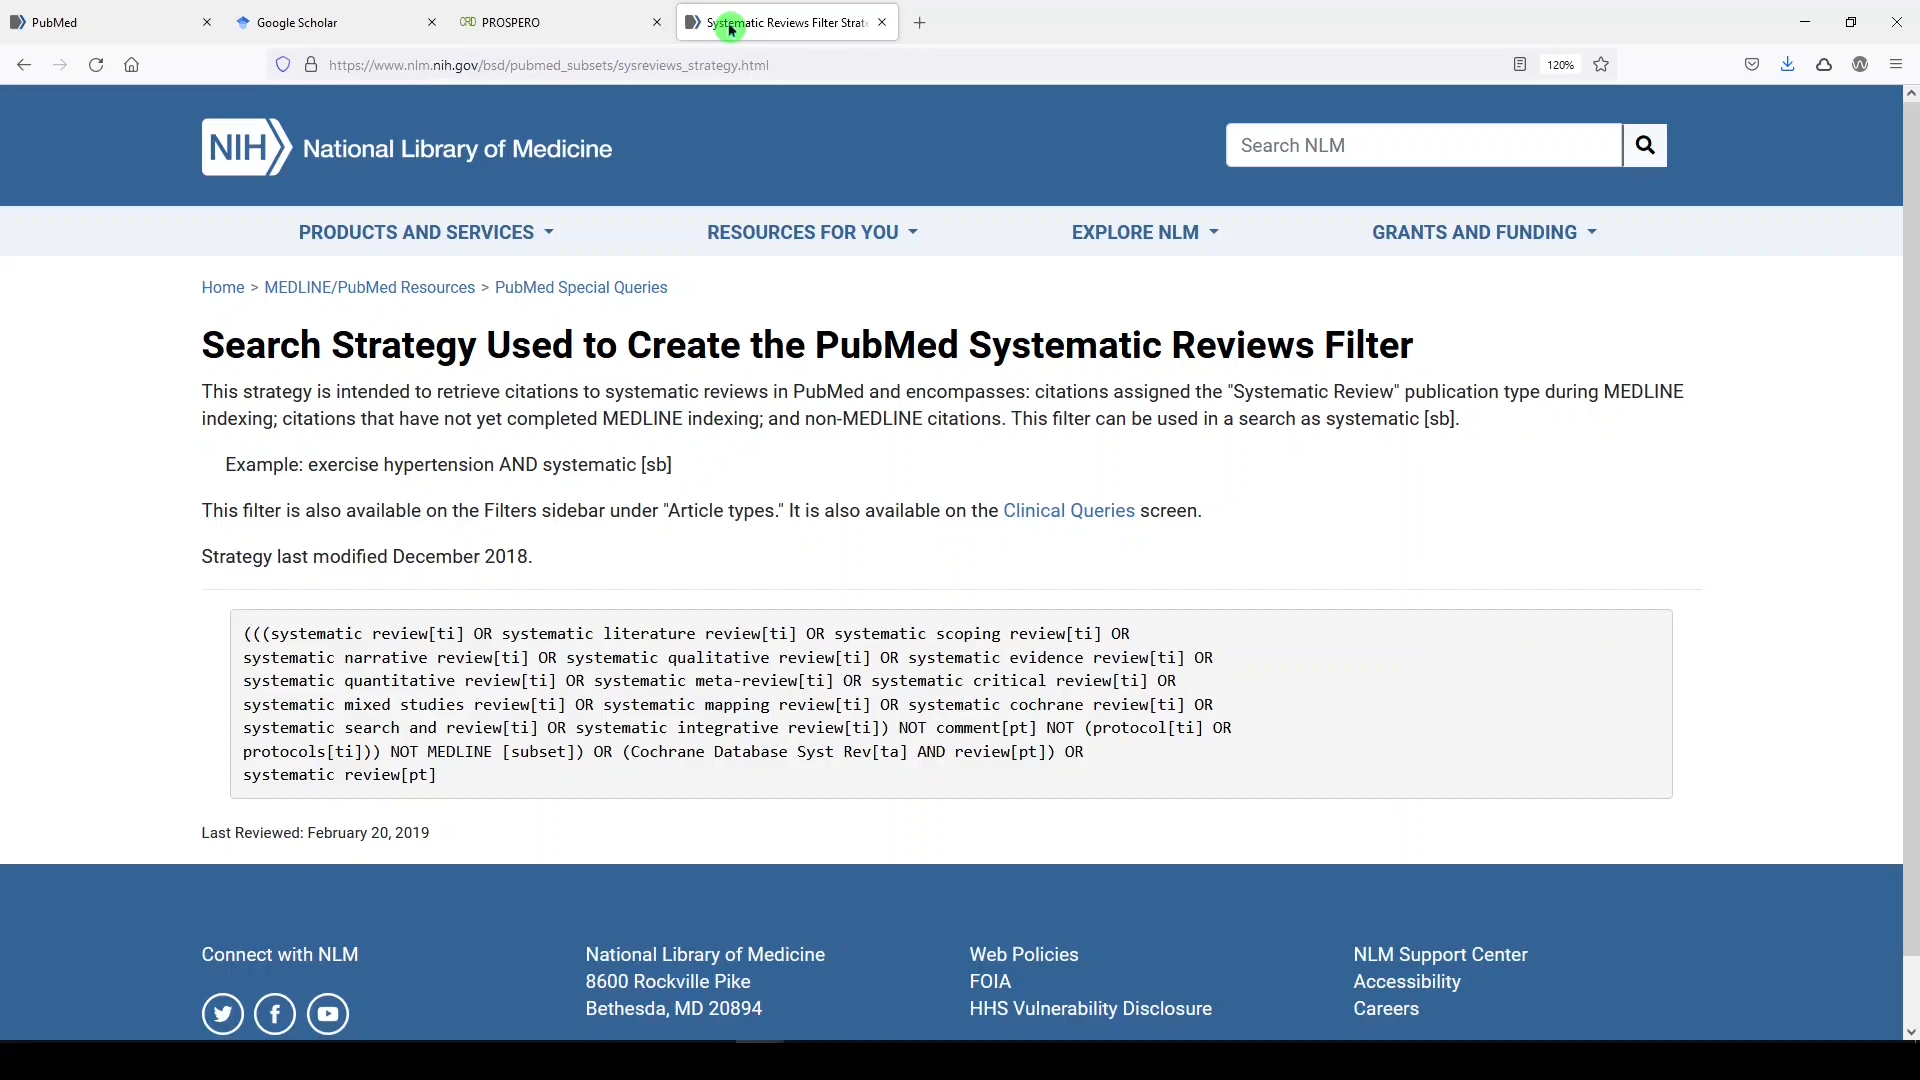 PubMed
Google Scholar
CRD PROSPERO
Systematic Reviews Filter Strat
https://www.nlm.nih.gov/bsd/pubmed_subsets/sysreviews_strategy.html
120%
NIH National Library of Medicine
Search NLM
PRODUCTS AND SERVICES
RESOURCES FOR YOU
EXPLORE NLM
GRANTS AND FUNDING
Home > MEDLINE/PubMed Resources > PubMed Special Queries
Search Strategy Used to Create the PubMed Systematic Reviews Filter
This strategy is intended to retrieve citations to systematic reviews in PubMed and encompasses: citations assigned the "Systematic Review" publication type during MEDLINE
indexing; citations that have not yet completed MEDLINE indexing; and non-MEDLINE citations. This filter can be used in a search as systematic [sb].
Example: exercise hypertension AND systematic [sb]
This filter is also available on the Filters sidebar under "Article types." It is also available on the Clinical Queries screen.
Strategy last modified December 2018.
(((systematic review[ti] OR systematic literature review[ti] OR systematic scoping review[ti] OR
systematic narrative review[ti] OR systematic qualitative review[ti] OR systematic evidence review[ti] OR
systematic quantitative review[ti] OR systematic meta-review[ti] OR systematic critical review[ti] OR
systematic mixed studies review[ti] OR systematic mapping review[ti] OR systematic cochrane review[ti] OR
systematic search and review[ti] OR systematic integrative review[ti]) NOT comment[pt] NOT (protocol[ti] OR
protocols[ti])) NOT MEDLINE [subset]) OR (Cochrane Database Syst Rev[ta] AND review[pt]) OR
systematic review[pt]
Last Reviewed: February 20, 2019
Connect with NLM
National Library of Medicine
8600 Rockville Pike
Bethesda, MD 20894
Web Policies
FOIA
HHS Vulnerability Disclosure
NLM Support Center
Accessibility
Careers